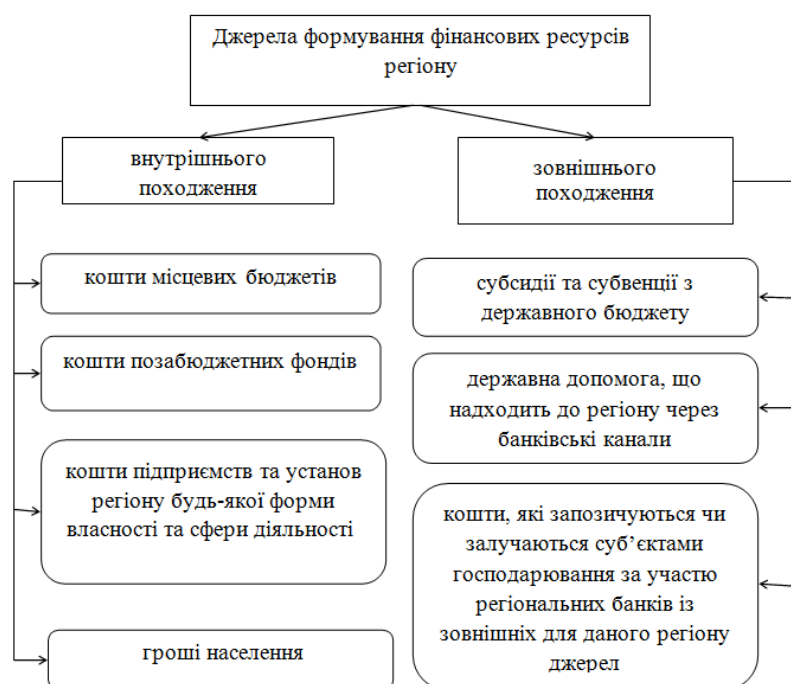 Джерела формування фінансових ресурсів
регіону
внутрішнього
походження
зовнішнього
походження
кошти місцевих бюджетів
кошти позабюджетних фондів
кошти підприємств та установ
регіону будь-якої форми
власності та сфери діяльності
гроші населення
субсидії та субвенції з
державного бюджету
державна допомога, що
надходить до регіону через
банківські канали
кошти, які запозичуються чи
залучаються суб’єктами
господарювання за участю
регіональних банків із
зовнішніх для даного регіону
джерел